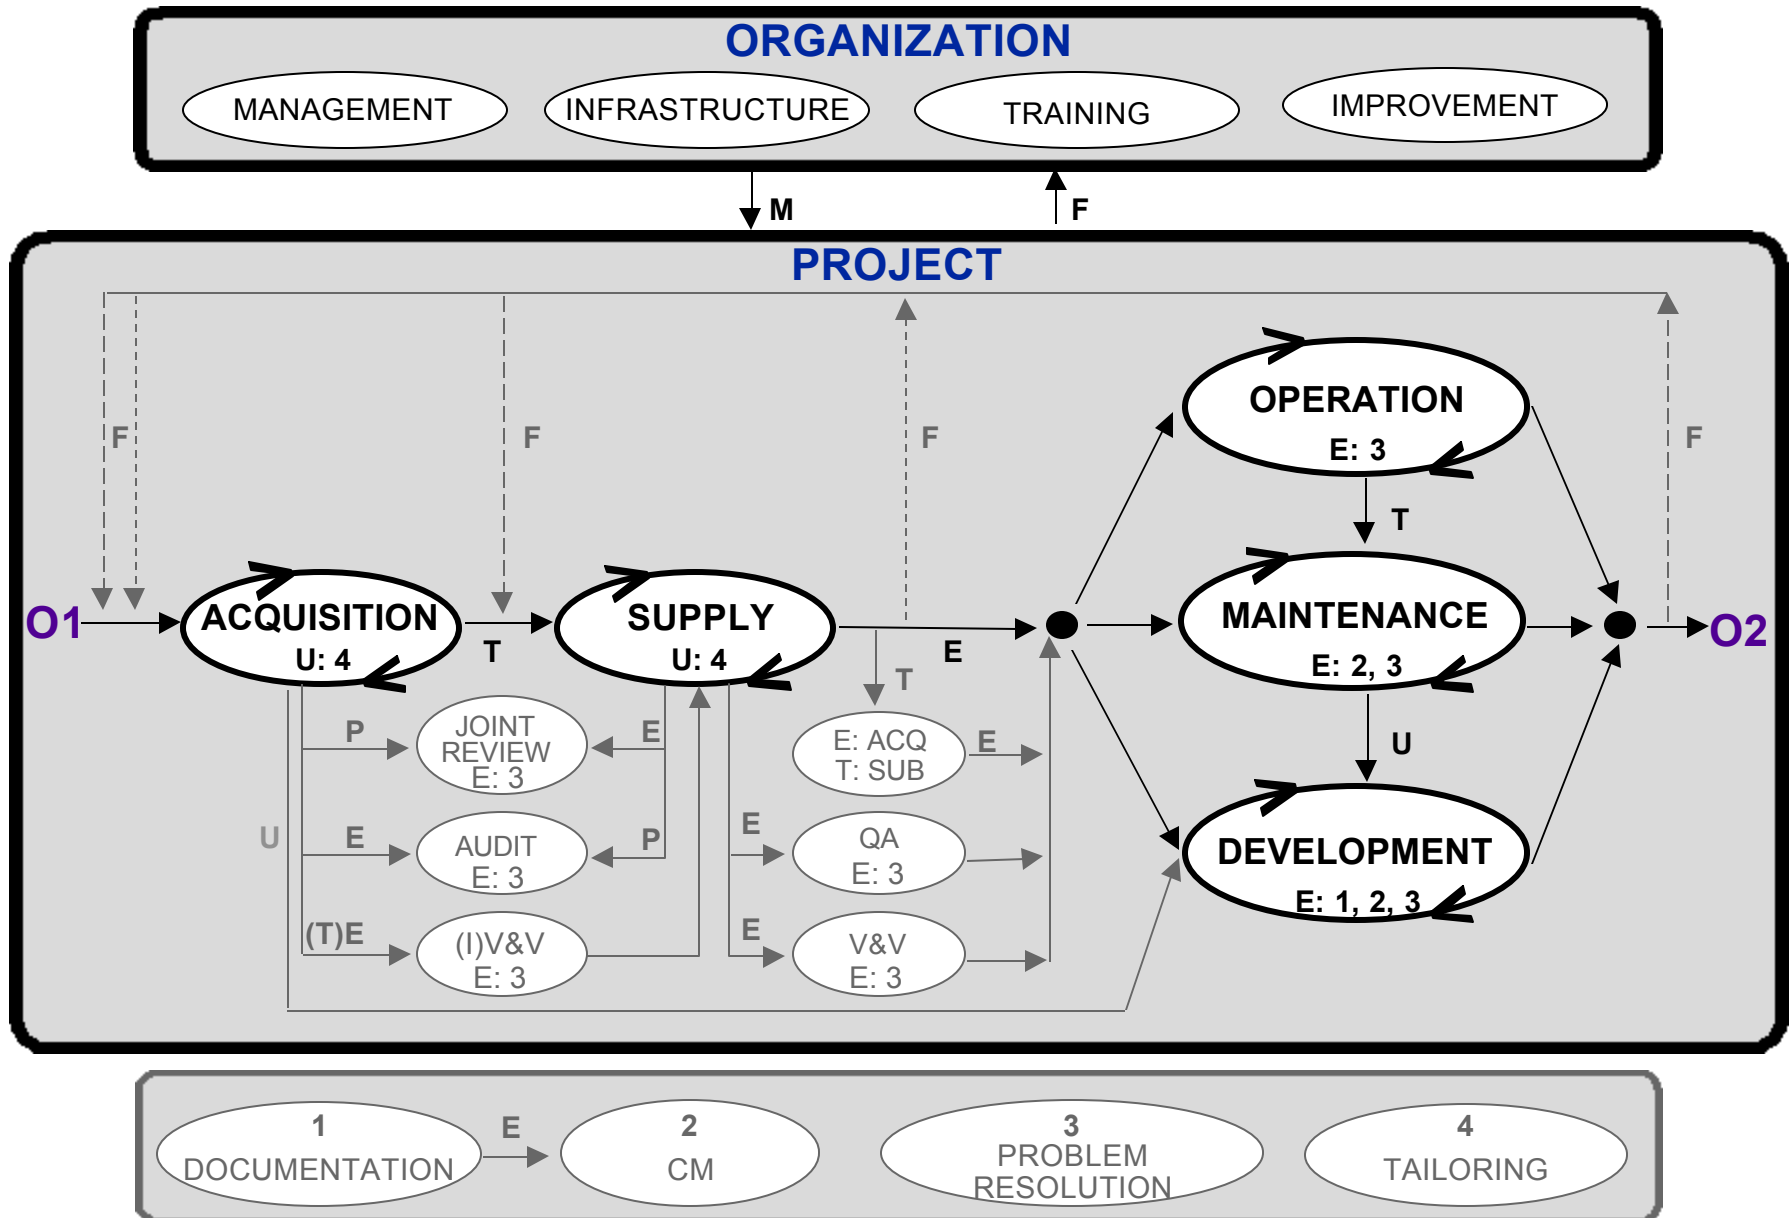 ORGANIZATION
MANAGEMENT
INFRASTRUCTURE
TRAINING
IMPROVEMENT
M
F
PROJECT
F
F
F
F
OPERATION
E: 3
T
O1
ACQUISITION
U: 4
T
SUPPLY
U: 4
E
MAINTENANCE
E: 2, 3
O2
T
U
P
JOINT
REVIEW
E: 3
E
E: ACQ
T: SUB
E
U
E
AUDIT
E: 3
P
E
QA
E: 3
DEVELOPMENT
E: 1, 2, 3
(T)E
(I)V&V
E: 3
E
V&V
E: 3
1
DOCUMENTATION
E
2
CM
3
PROBLEM
RESOLUTION
4
TAILORING